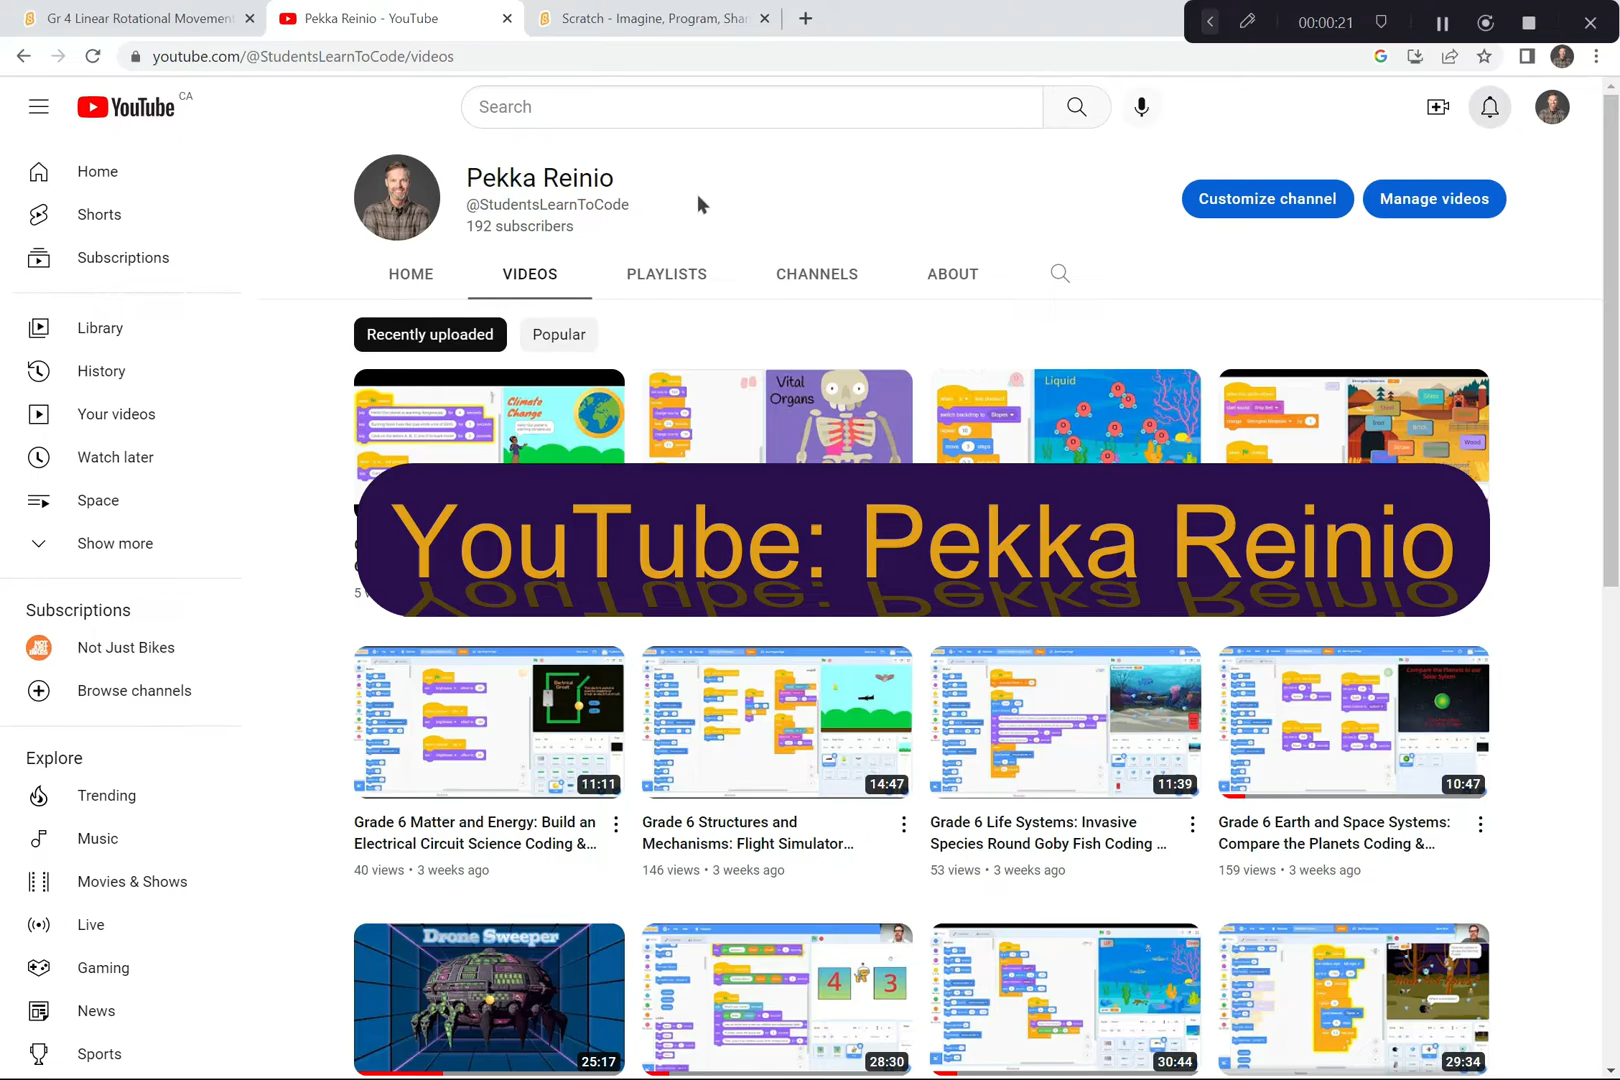 Gr 4 Linear Rotational Movement
Pekka Reinio - YouTube
Scratch - Imagine, Program, Shar
00:00:21
youtube.com/@StudentsLearnToCode/videos
YouTube CA
Search
Home
Shorts
Subscriptions
Library
History
Your videos
Watch later
Space
Show more
Subscriptions
Not Just Bikes
Browse channels
Explore
Trending
Music
Movies & Shows
Live
Gaming
News
Sports
Pekka Reinio
@StudentsLearnToCode
192 subscribers
Customize channel
Manage videos
HOME
VIDEOS
PLAYLISTS
CHANNELS
ABOUT
Recently uploaded
Popular
Climate
Change
Vital
Organs
Liquid
YouTube: Pekka Reinio
11:11
14:47
11:39
10:47
Grade 6 Matter and Energy: Build an
Electrical Circuit Science Coding &...
40 views • 3 weeks ago
Grade 6 Structures and
Mechanisms: Flight Simulator...
146 views • 3 weeks ago
Grade 6 Life Systems: Invasive
Species Round Goby Fish Coding ...
53 views • 3 weeks ago
Grade 6 Earth and Space Systems:
Compare the Planets Coding &...
159 views • 3 weeks ago
Drone Sweeper
25:17
4 3
28:30
30:44
29:34